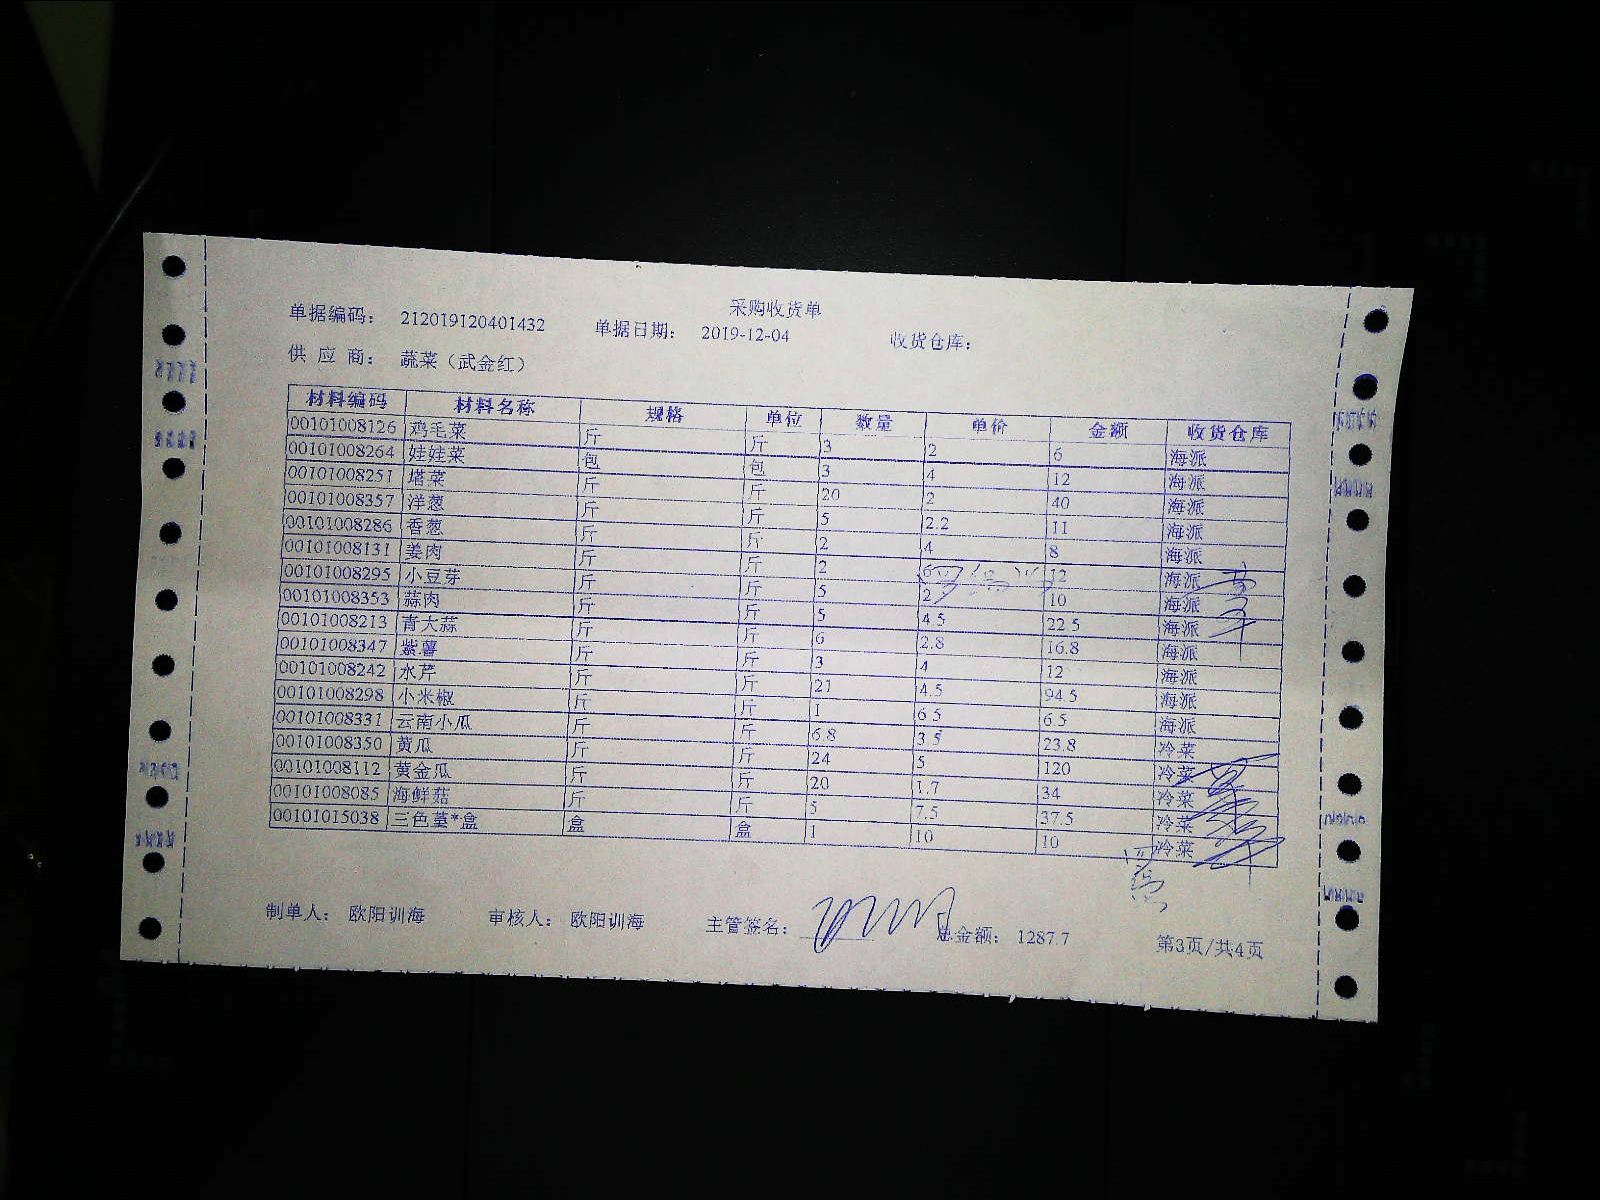 采购收货单
单据编码： 212019120401432 单据日期： 2019-12-04 收货仓库：
供 应 商： 蔬菜（武金红）
材料编码 材料名称 规格 单位 数量 单价 金额 收货仓库
00101008126 鸡毛菜 斤 斤 3 2 6 海派
00101008264 娃娃菜 包 包 3 4 12 海派
00101008251 塔菜 斤 斤 20 2 40 海派
00101008357 洋葱 斤 斤 5 2.2 11 海派
00101008286 香葱 斤 斤 2 4 8 海派
00101008131 姜肉 斤 斤 2 6 12 海派
00101008295 小豆芽 斤 斤 5 2 10 海派
00101008353 蒜肉 斤 斤 5 4.5 22.5 海派
00101008213 青大蒜 斤 斤 6 2.8 16.8 海派
00101008347 紫薯 斤 斤 3 4 12 海派
00101008242 水芹 斤 斤 21 4.5 94.5 海派
00101008298 小米椒 斤 斤 1 6.5 6.5 海派
00101008331 云南小瓜 斤 斤 6.8 3.5 23.8 冷菜
00101008350 黄瓜 斤 斤 24 5 120 冷菜
00101008112 黄金瓜 斤 斤 20 1.7 34 冷菜
00101008085 海鲜菇 斤 斤 5 7.5 37.5 冷菜
00101015038 三色堇*盒 盒 盒 1 10 10 冷菜
制单人： 欧阳训海 审核人： 欧阳训海 主管签名： 总金额： 1287.7 第3页/共4页